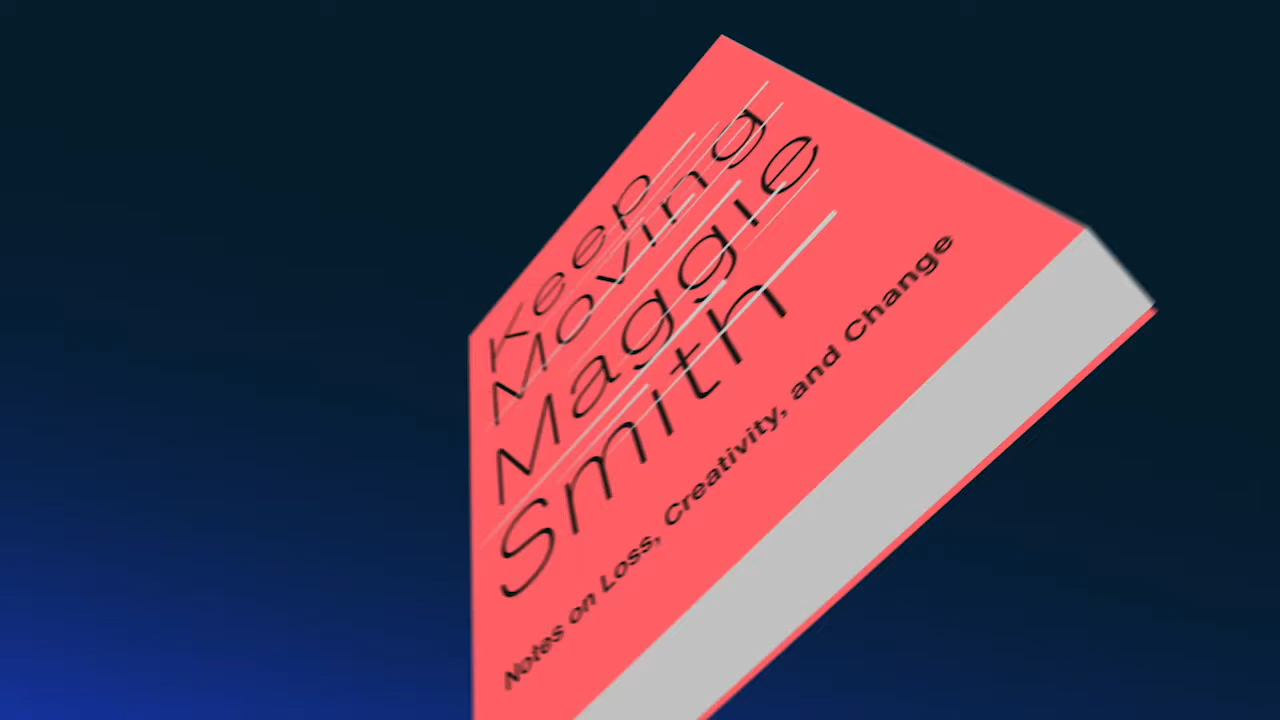 Keep
Moving
Maggie
Smith
Notes on Loss, Creativity, and Change